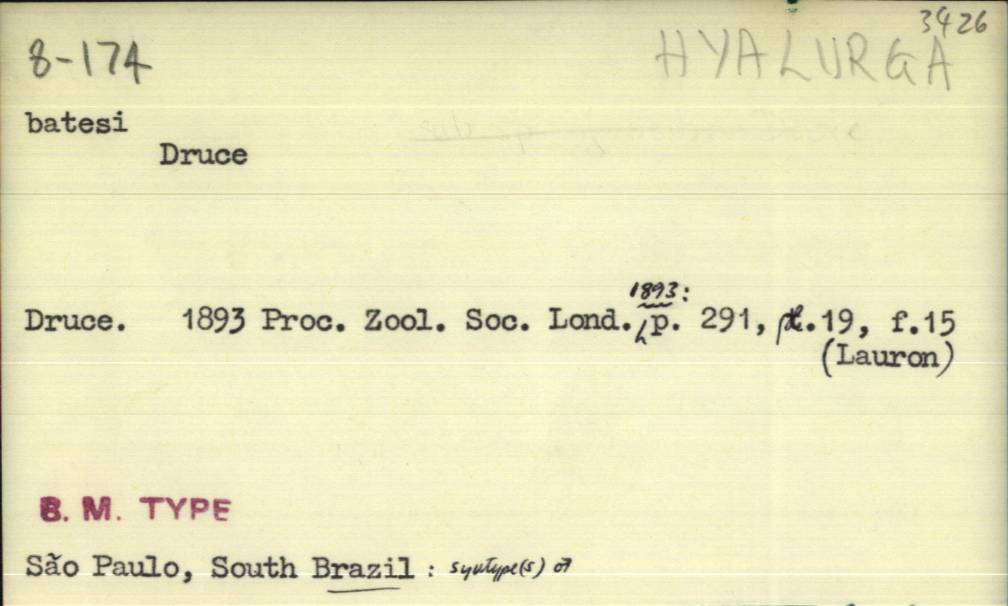 3426
8-174 HYALURGA
batesi
Druce
1893:
Druce. 1893 Proc. Zool. Soc. Lond. p. 291, pl.19, f.15
(Lauron)
B. M. TYPE
São Paulo, South Brazil : syntype(s) ♂